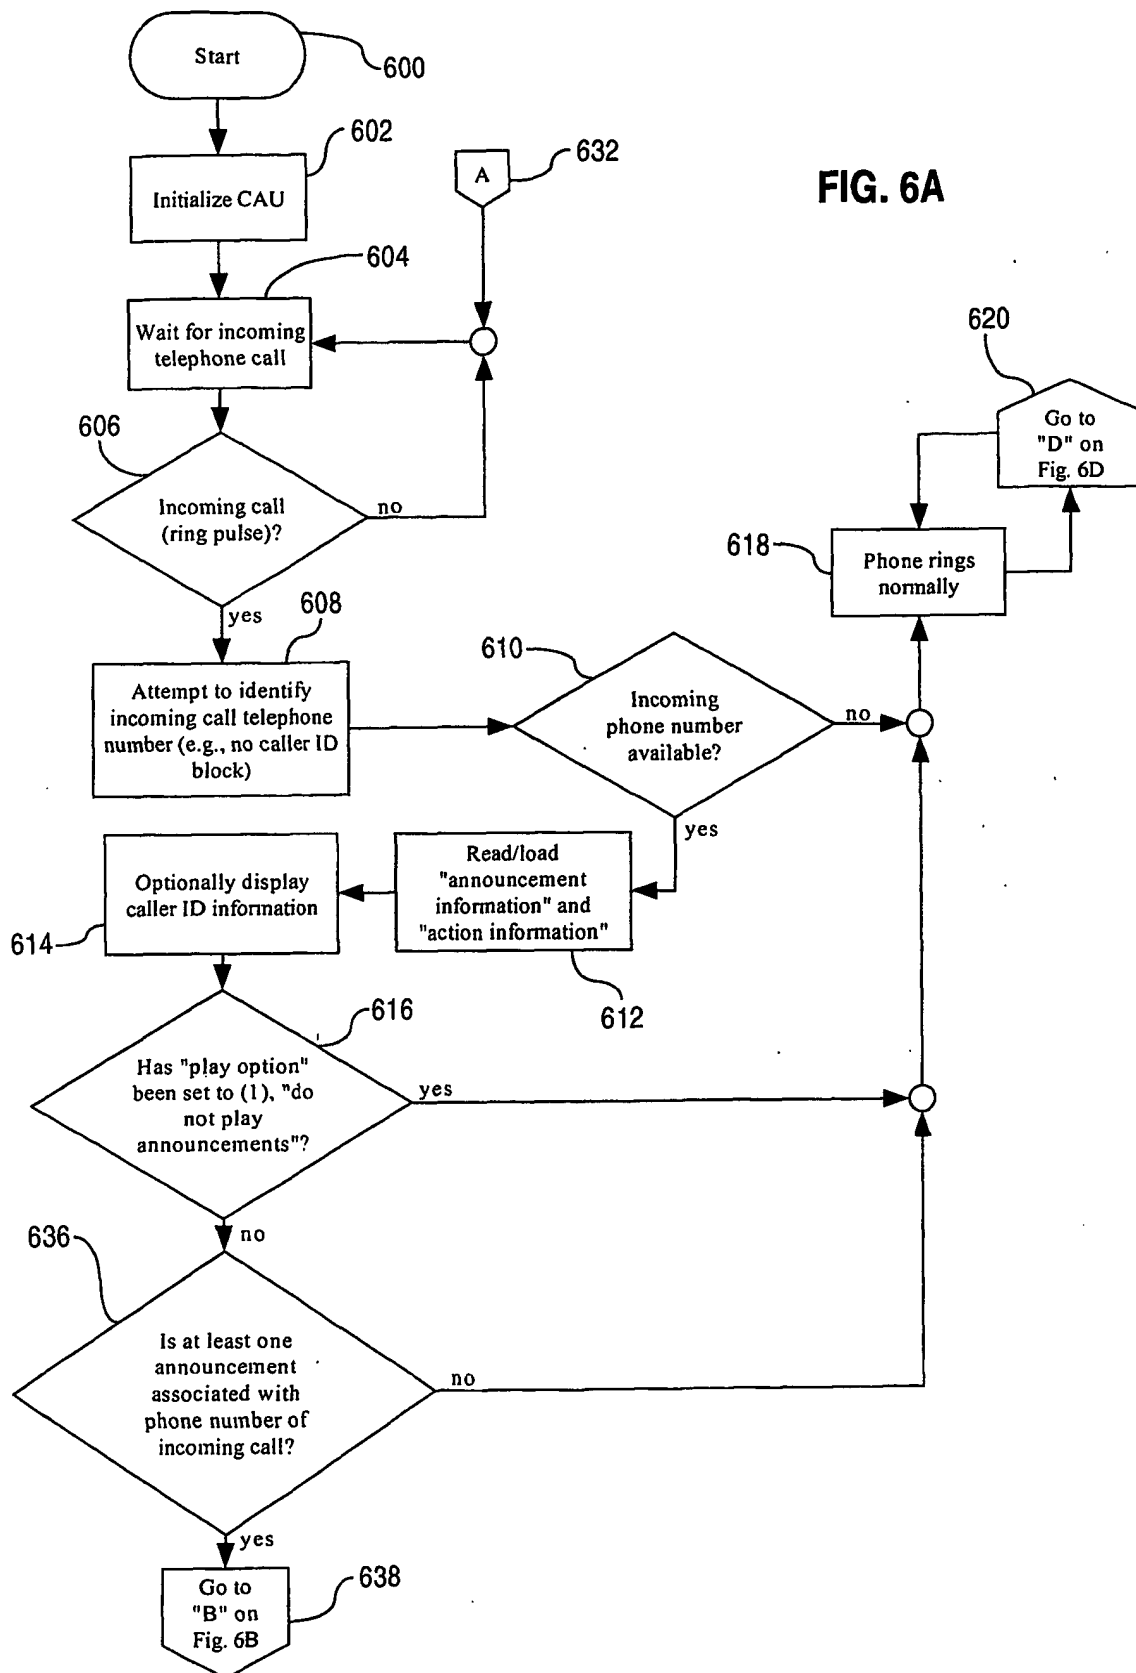 Start
600
602
Initialize CAU
A
632
FIG. 6A
604
Wait for incoming
telephone call
620
Go to
"D" on
Fig. 6D
606
Incoming call
(ring pulse)?
no
yes
618
Phone rings
normally
608
Attempt to identify
incoming call telephone
number (e.g., no caller ID
block)
610
Incoming
phone number
available?
no
yes
Read/load
"announcement
information" and
"action information"
612
Optionally display
caller ID information
614
616
Has "play option"
been set to (1), "do
not play
announcements"?
yes
no
636
Is at least one
announcement
associated with
phone number of
incoming call?
no
yes
Go to
"B" on
Fig. 6B
638